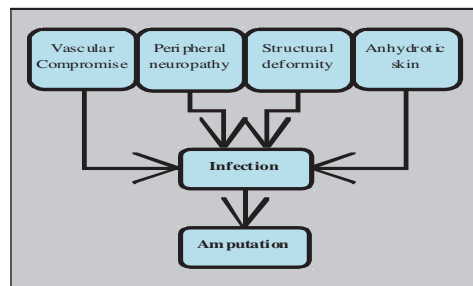 Vascular
Compromise
Peripheral
neuropathy
Structural
deformity
Anhydrotic
skin
Infection
Amputation